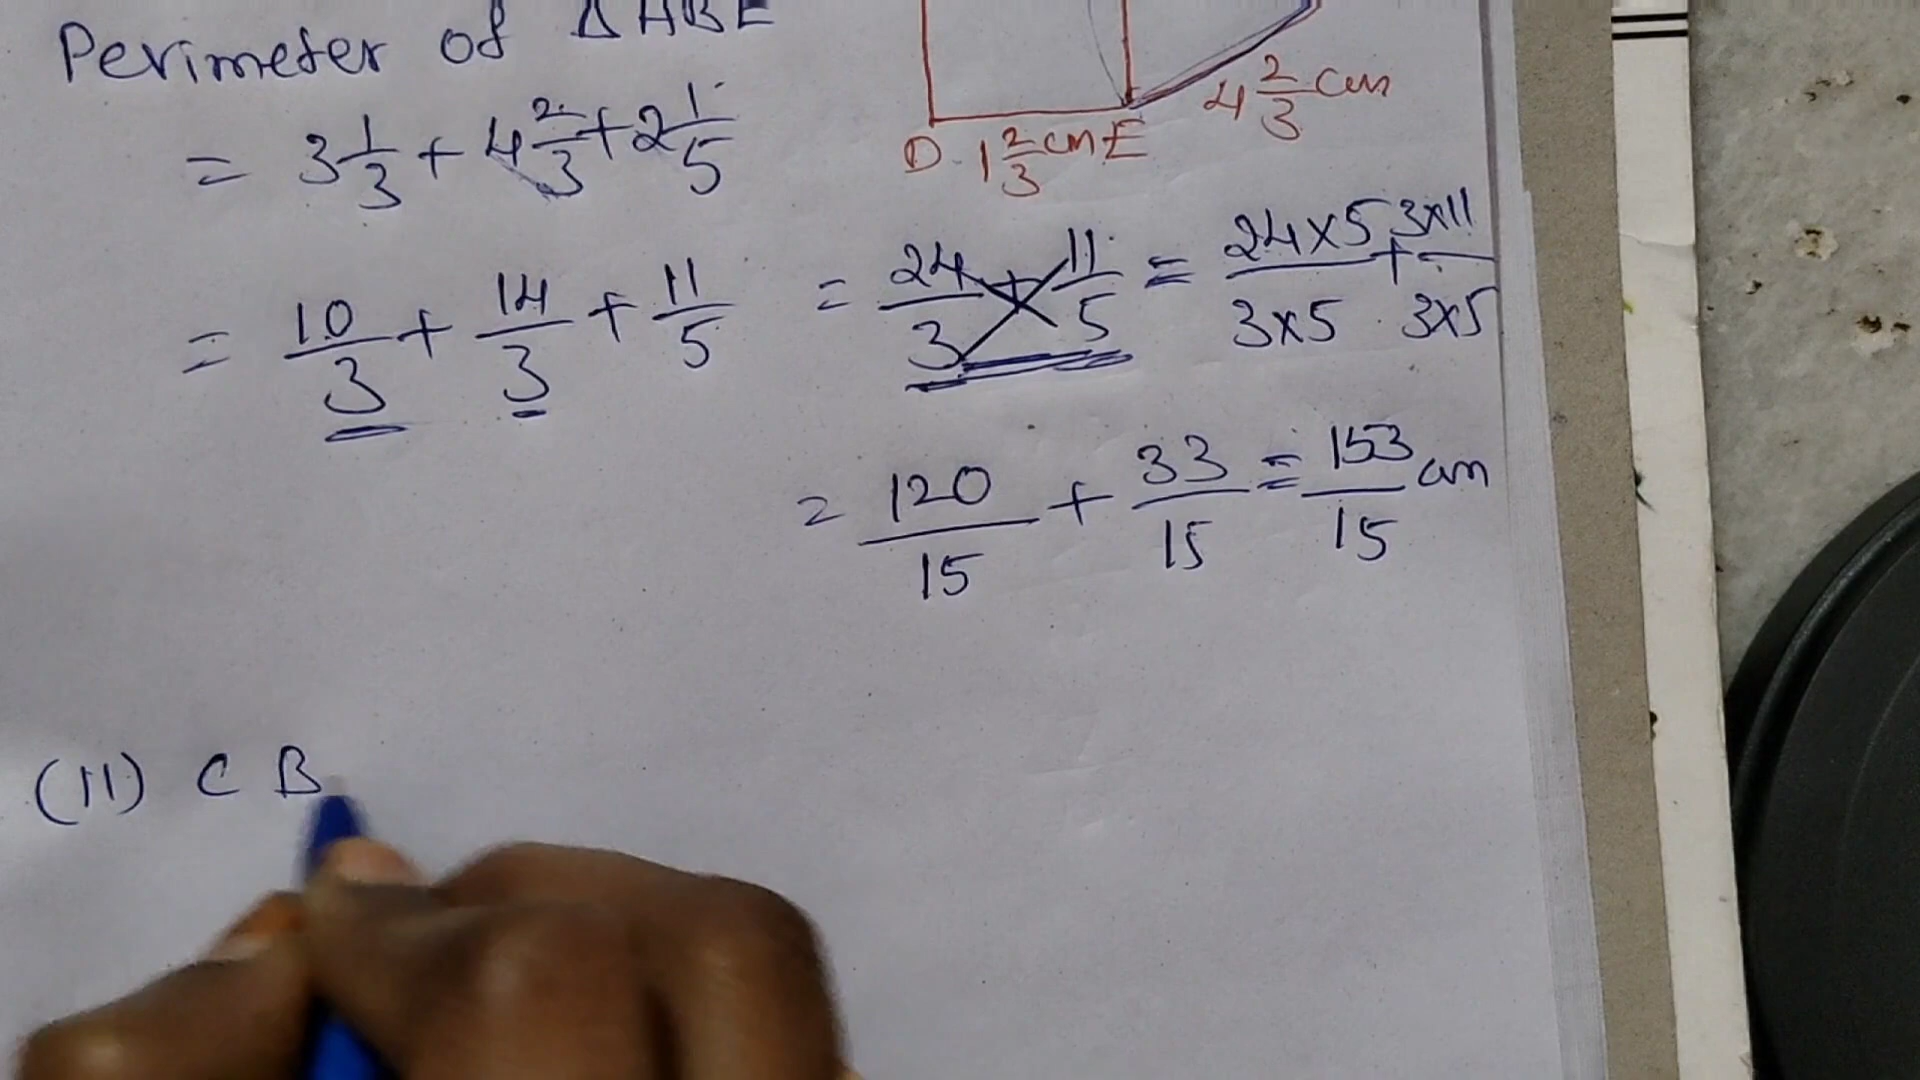 Perimeter of ΔABE
= 3 1/3 + 4 2/3 + 2 1/5
= 10/3 + 14/3 + 11/5
= 24/3 + 11/5 = 24×5/3×5 + 3×11/3×5
= 120/15 + 33/15 = 153/15 cm
D 1 2/3 cm E
4 2/3 cm
(11) C B